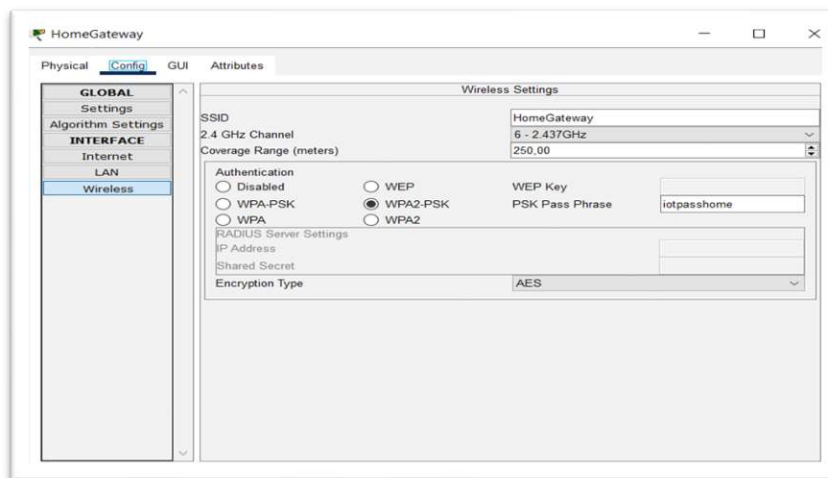 HomeGateway
Physical Config GUI Attributes
GLOBAL
Settings
Algorithm Settings
INTERFACE
Internet
LAN
Wireless
Wireless Settings
SSID HomeGateway
2.4 GHz Channel 6 - 2.437GHz
Coverage Range (meters) 250,00
Authentication
Disabled WEP WEP Key
WPA-PSK WPA2-PSK PSK Pass Phrase iotpasshome
WPA WPA2
RADIUS Server Settings
IP Address
Shared Secret
Encryption Type AES